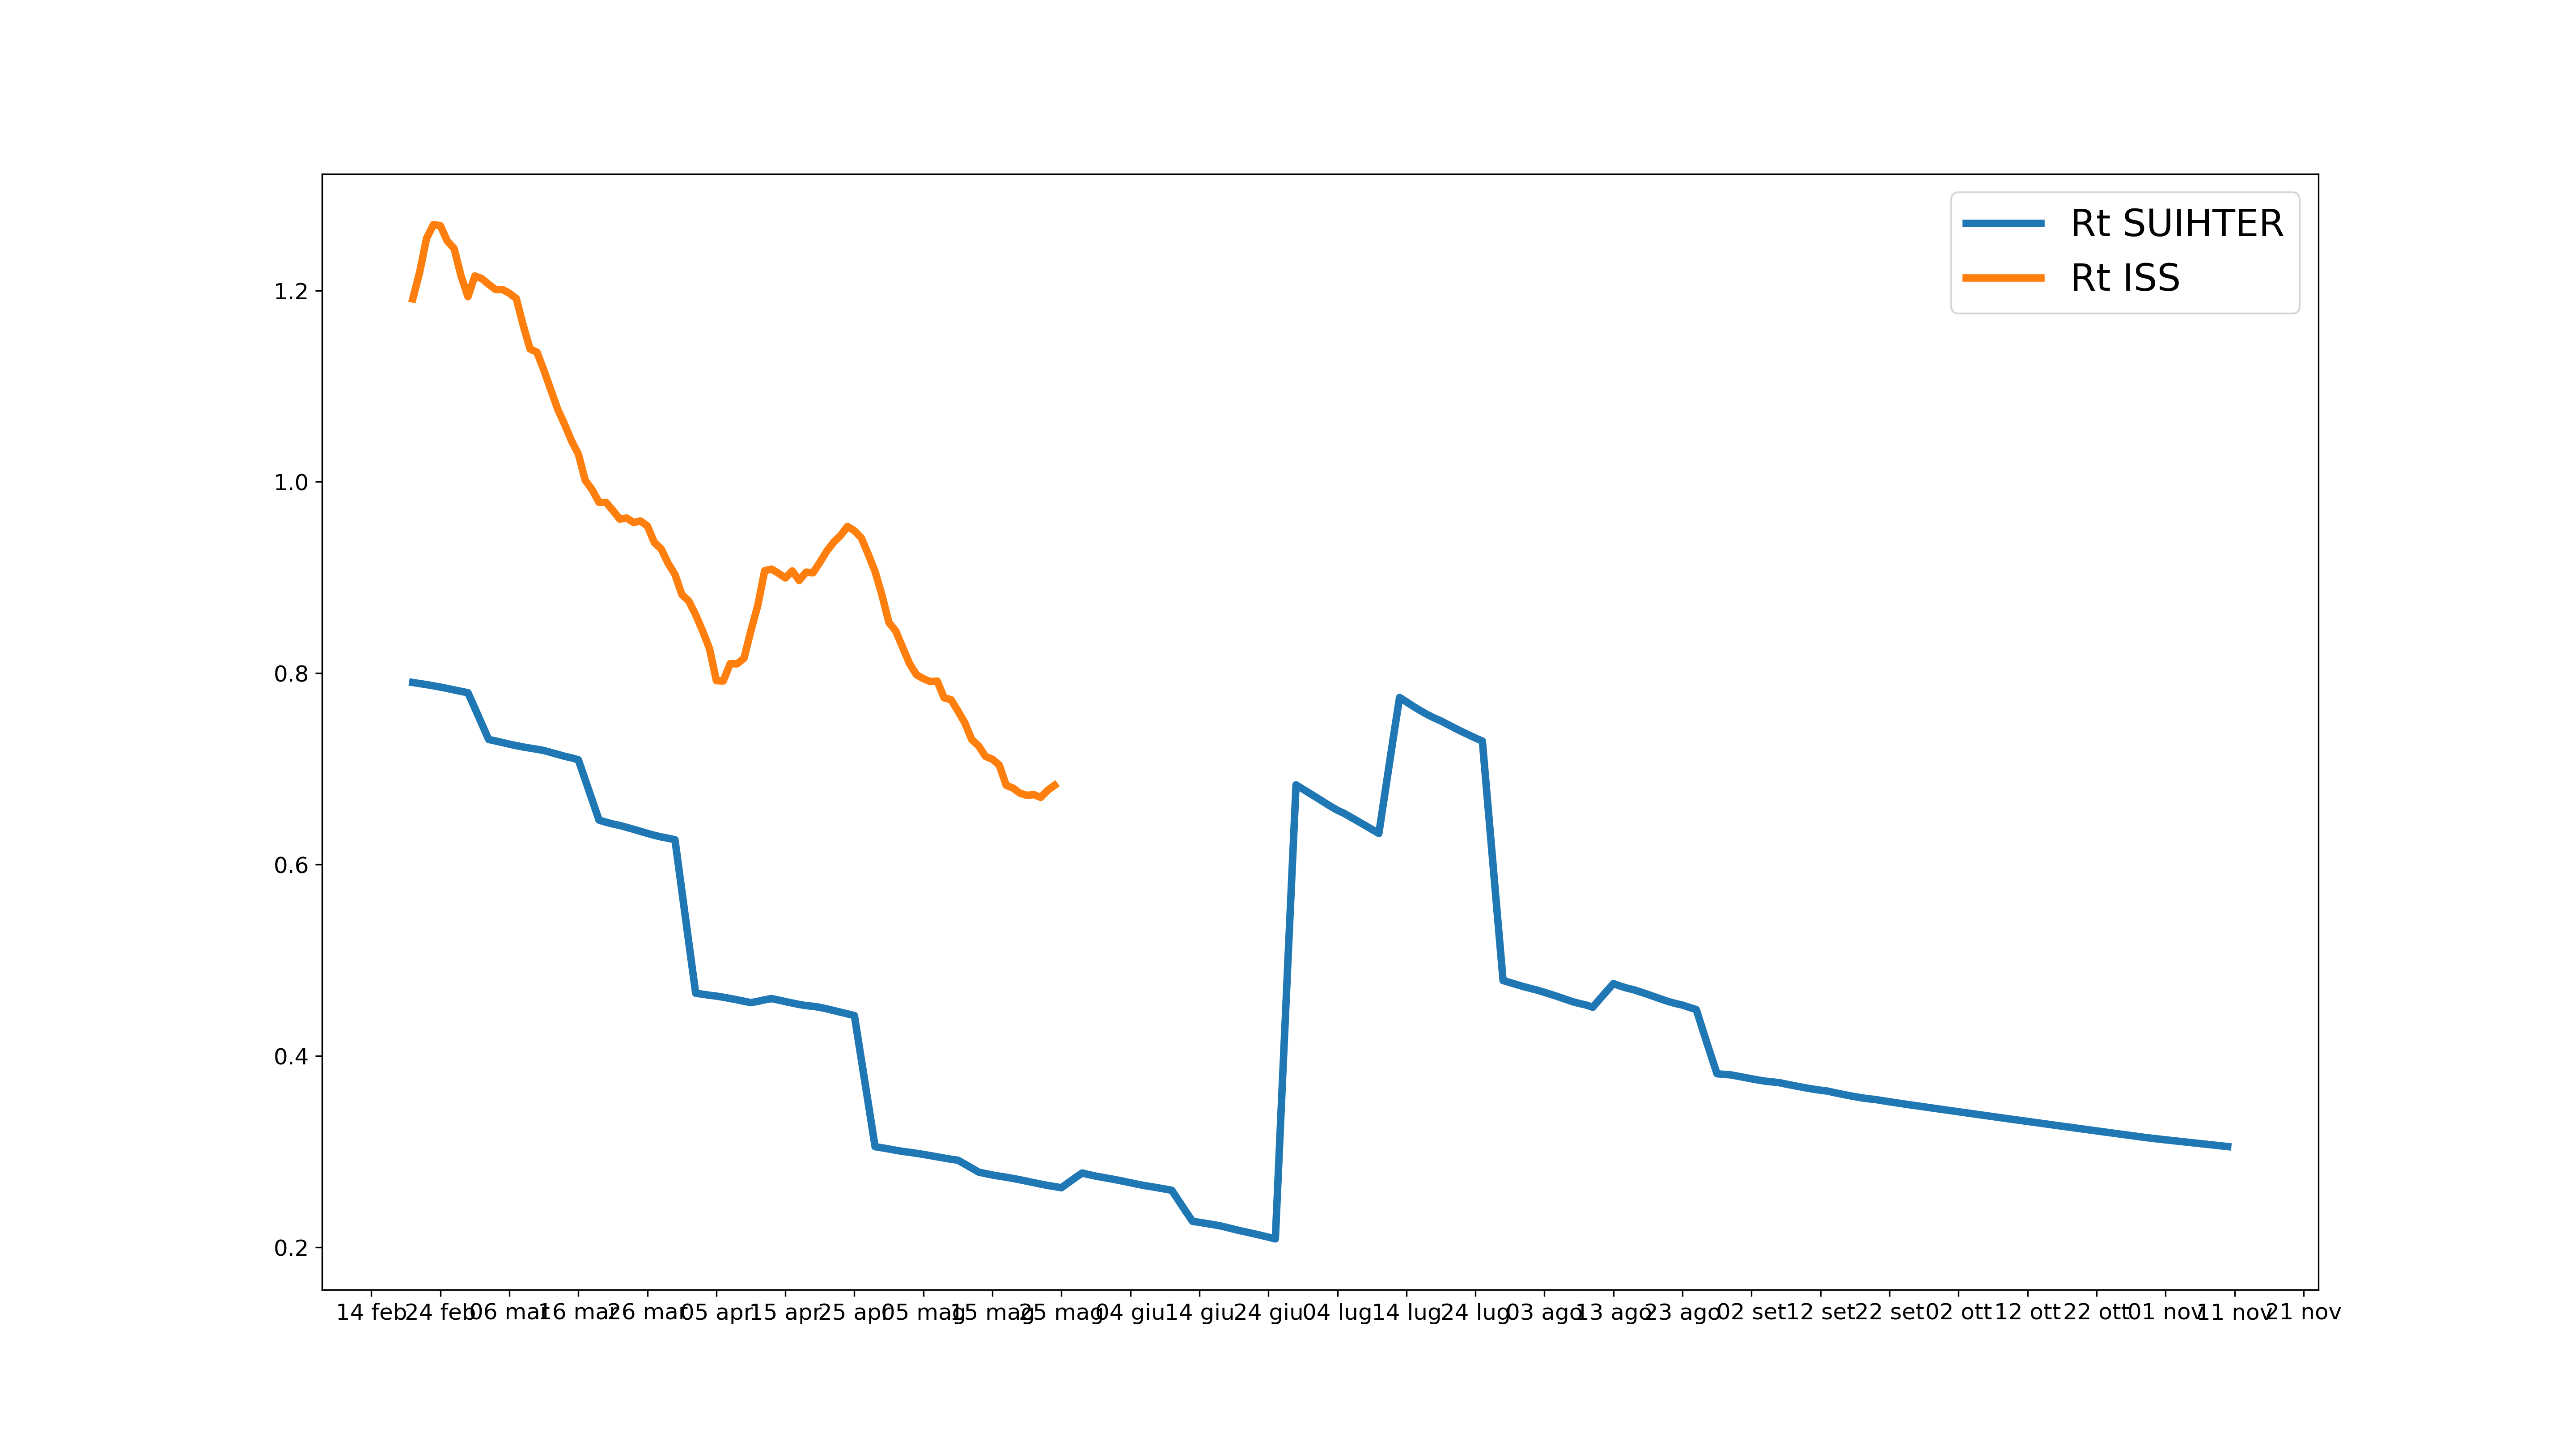 Rt SUIHTER
Rt ISS
1.2
1.0
0.8
0.6
0.4
0.2
14 feb 24 feb 06 mar 16 mar 26 mar 05 apr 15 apr 25 apr 05 mag 15 mag 25 mag 04 giu 14 giu 24 giu 04 lug 14 lug 24 lug 03 ago 13 ago 23 ago 02 set 12 set 22 set 02 ott 12 ott 22 ott 01 nov 11 nov 21 nov